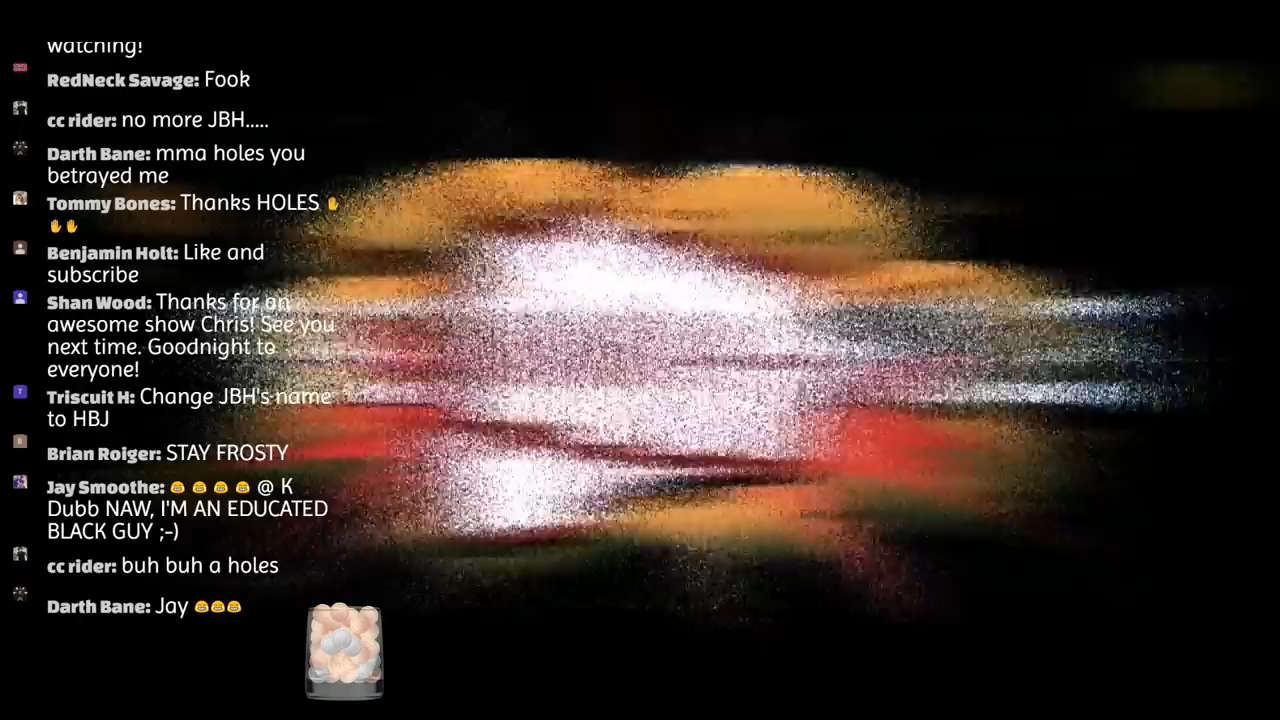 watching!
RedNeck Savage: Fook
cc rider: no more JBH.....
Darth Bane: mma holes you
betrayed me
Tommy Bones: Thanks HOLES ✋
✋✋
Benjamin Holt: Like and
subscribe
Shan Wood: Thanks for an
awesome show Chris! See you
next time. Goodnight to
everyone!
T
Triscuit H: Change JBH's name
to HBJ
B
Brian Roiger: STAY FROSTY
Jay Smoothe: 😂 😂 😂 😂 @ K
Dubb NAW, I'M AN EDUCATED
BLACK GUY ;-)
cc rider: buh buh a holes
Darth Bane: Jay 😂😂😂